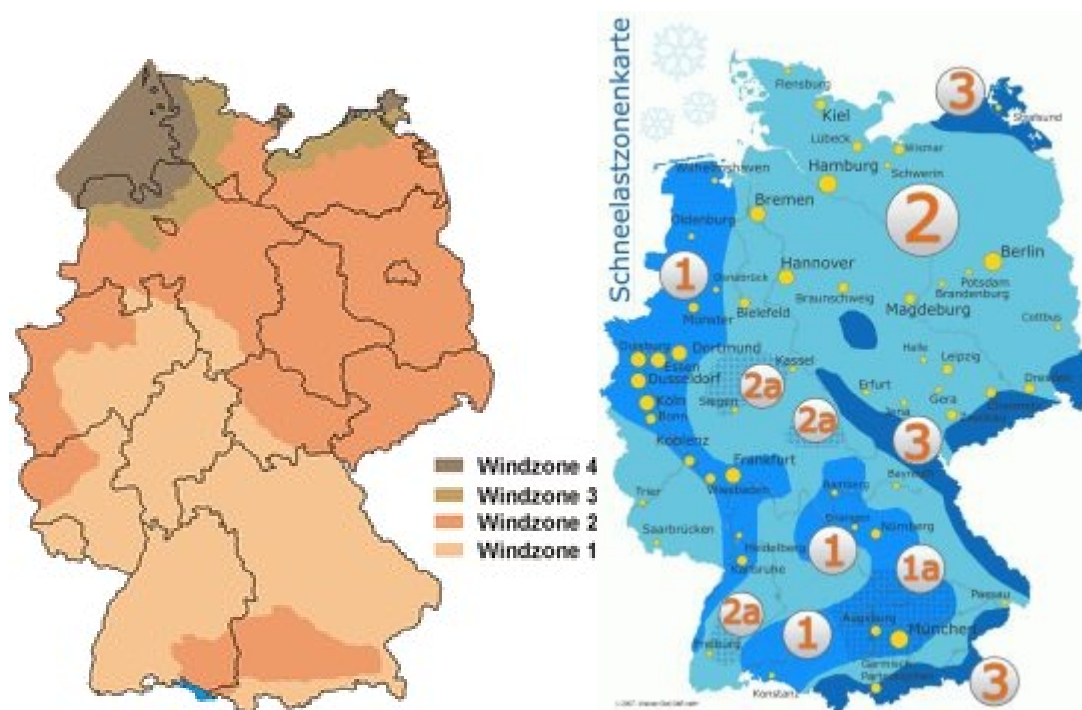 Windzone 4
Windzone 3
Windzone 2
Windzone 1
Schneelastzonenkarte
Flensburg
3
Stralsund
Kiel
Lübeck
Wismar
Wilhelmshaven
Hamburg
Schwerin
Bremen
2
Oldenburg
Berlin
1
Osnabrück
Hannover
Potsdam
Braunschweig
Brandenburg
Münster
Bielefeld
Magdeburg
Cottbus
Duisburg
Dortmund
Essen
Kassel
Halle
Leipzig
Düsseldorf
2a
Dresden
Köln
Siegen
Erfurt
Gera
Bonn
2a
Jena
Koblenz
3
Frankfurt
Bayreuth
Wiesbaden
Bamberg
Trier
Erlangen
Nürnberg
Saarbrücken
Heidelberg
1
Karlsruhe
1a
Passau
2a
Augsburg
1
München
Freiburg
Garmisch
Partenkirchen
3
Konstanz